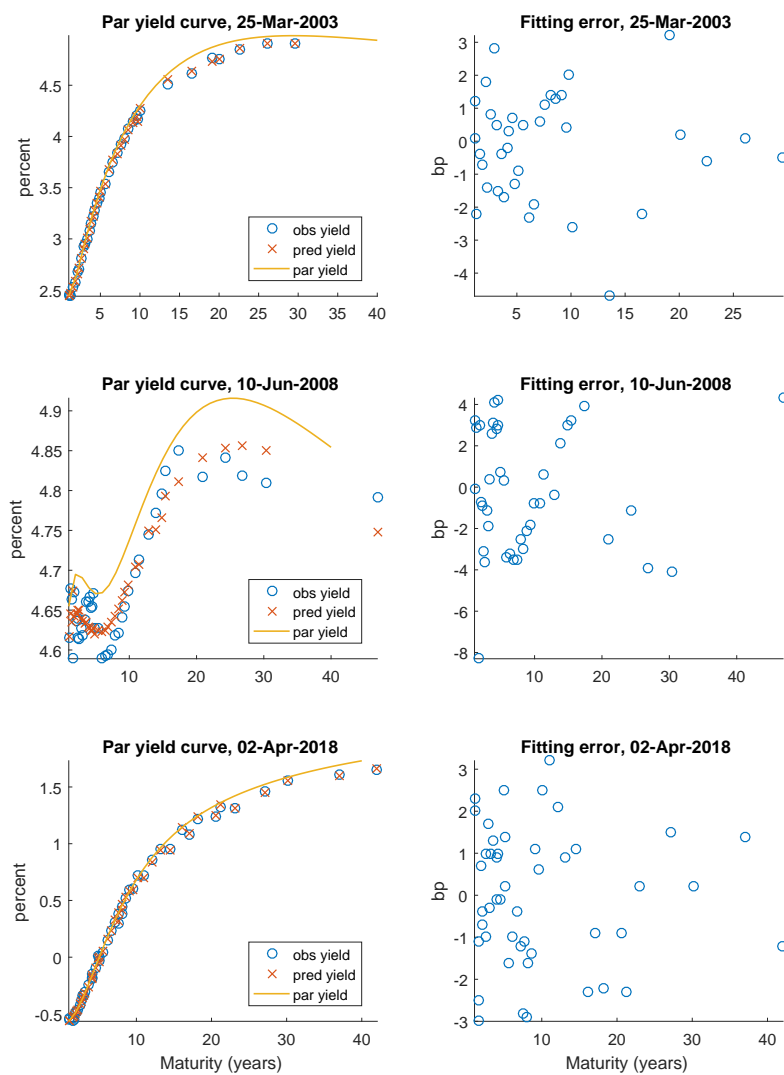 Par yield curve, 25-Mar-2003
percent
4.5
4
3.5
3
2.5
5 10 15 20 25 30 35 40
obs yield
pred yield
par yield
Fitting error, 25-Mar-2003
bp
3
2
1
0
-1
-2
-4
5 10 15 20 25
Par yield curve, 10-Jun-2008
percent
4.9
4.85
4.8
4.75
4.7
4.65
4.6
10 20 30 40
obs yield
pred yield
par yield
Fitting error, 10-Jun-2008
bp
4
2
0
-2
-4
-6
-8
10 20 30 40
Par yield curve, 02-Apr-2018
percent
1.5
1
0.5
0
-0.5
5 10 15 20 25 30 35 40
Maturity (years)
obs yield
pred yield
par yield
Fitting error, 02-Apr-2018
bp
3
2
1
0
-1
-2
-3
10 20 30 40
Maturity (years)